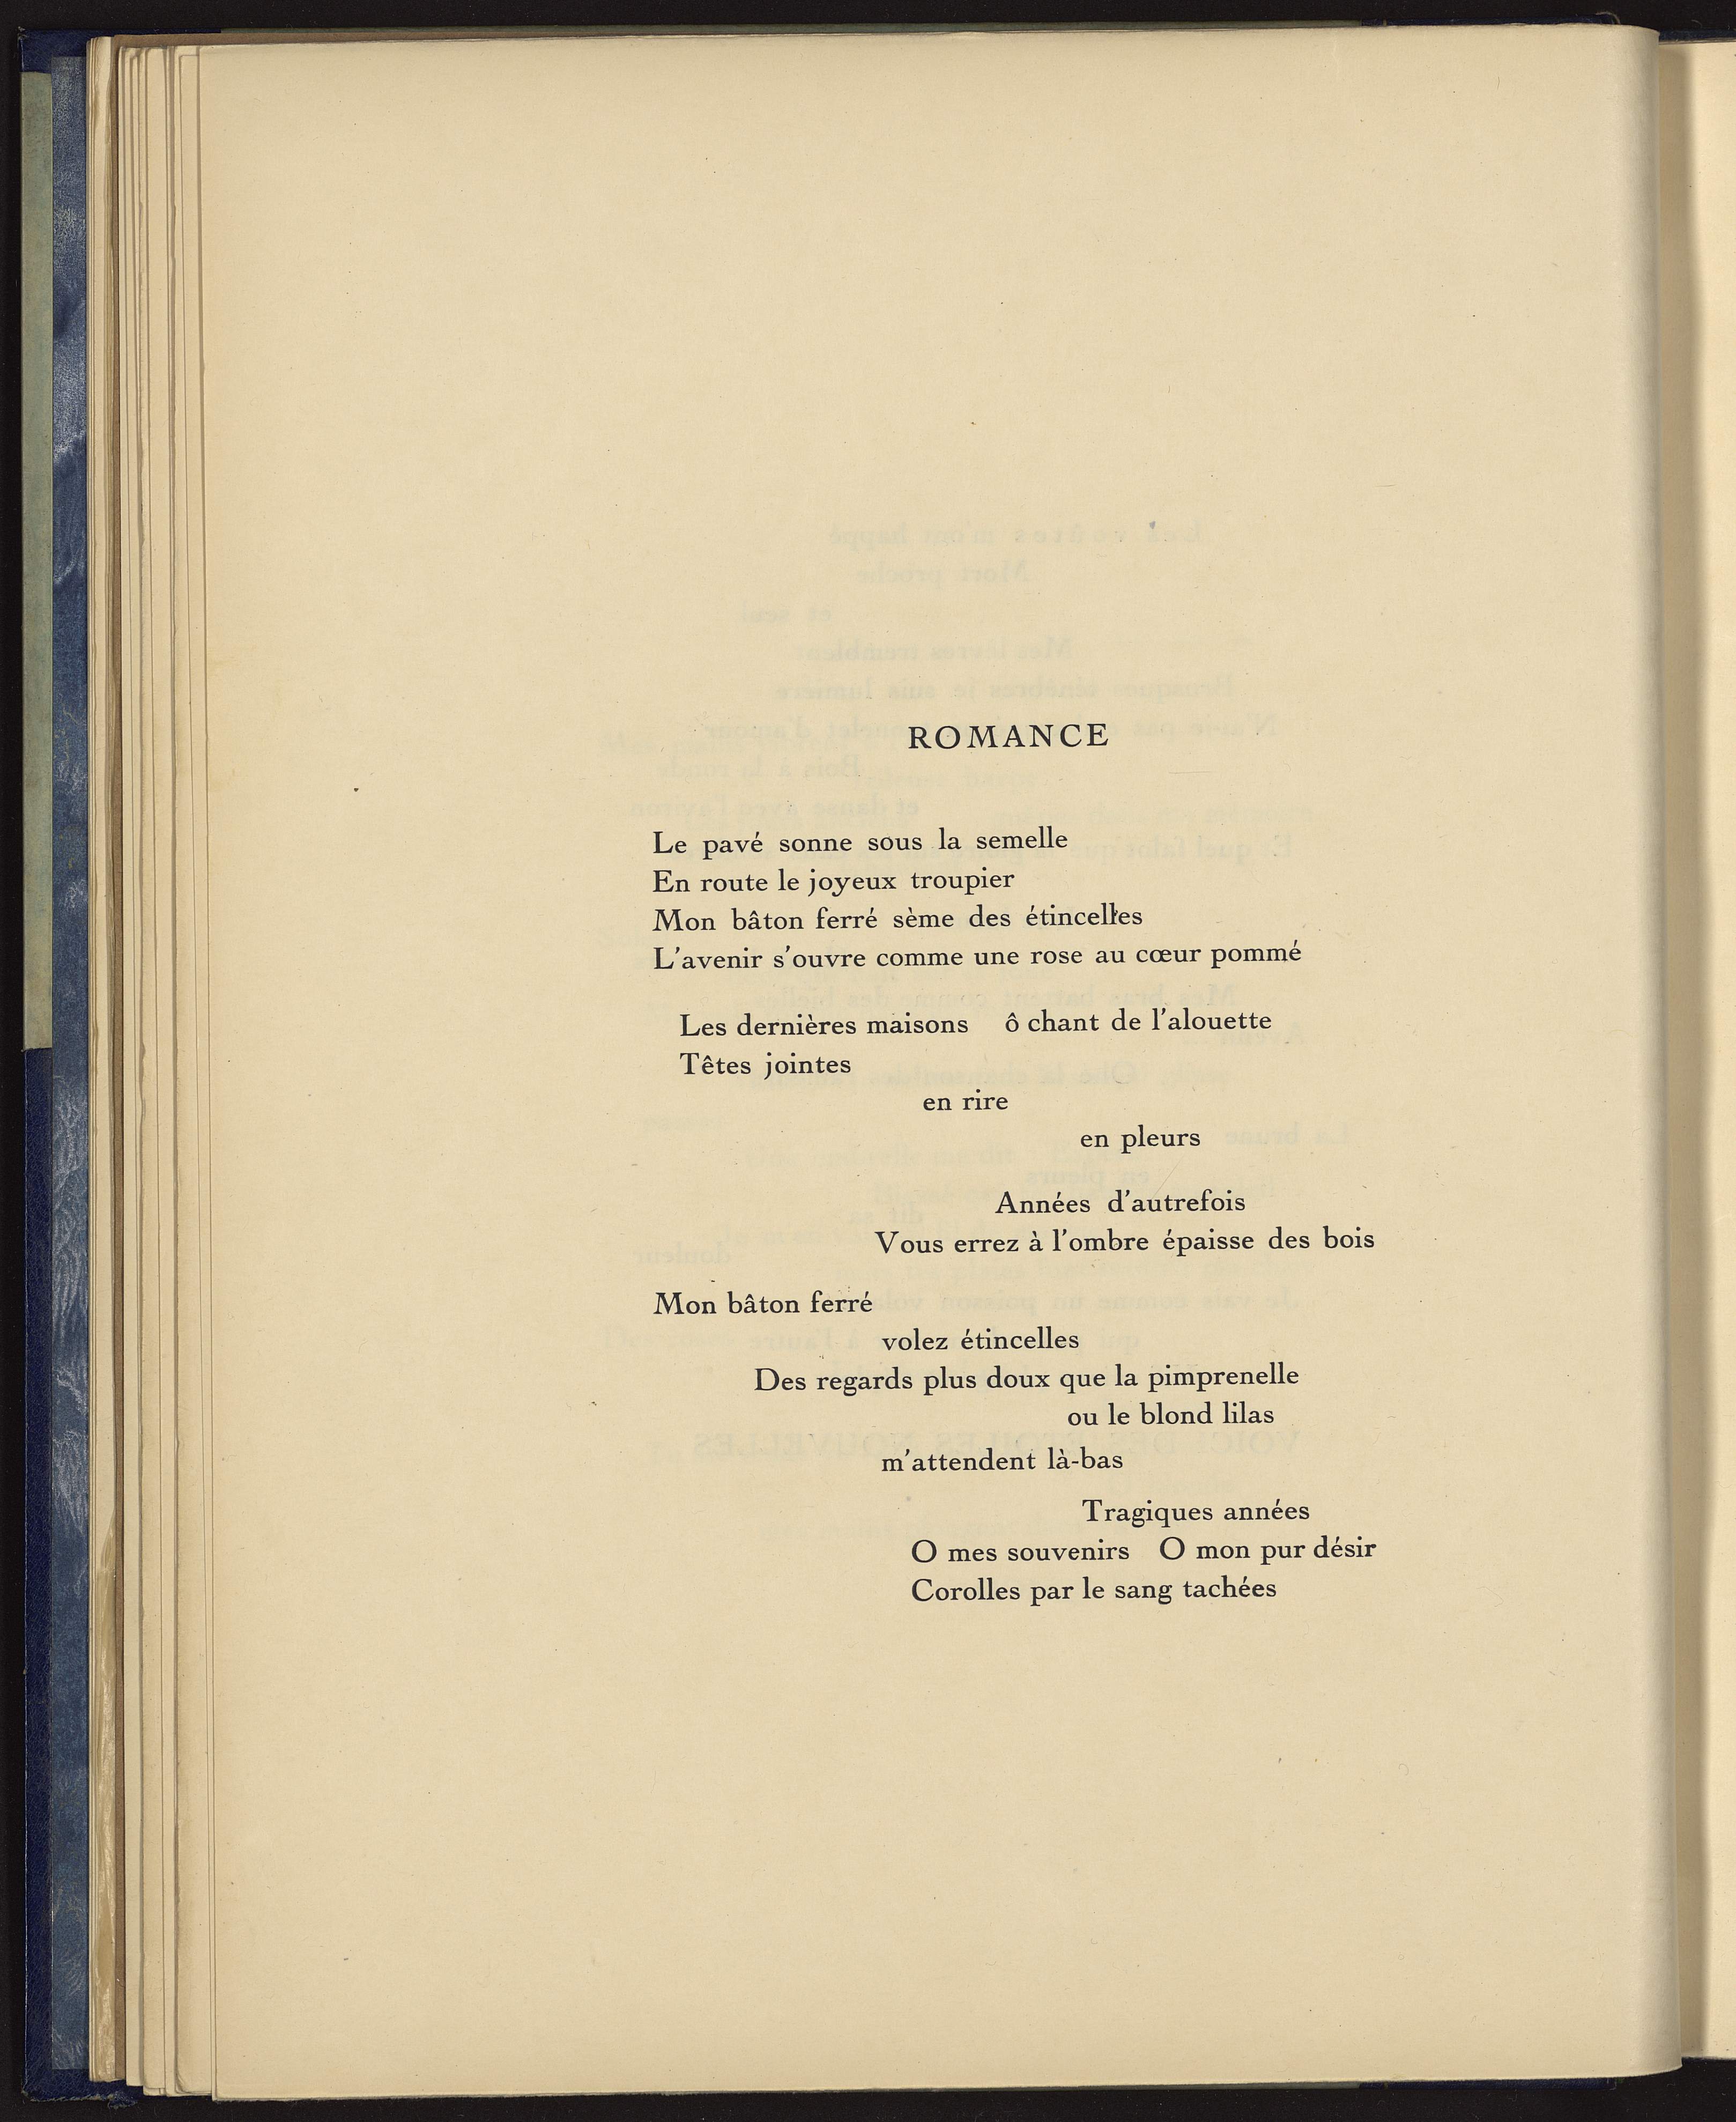 ROMANCE
Le pavé sonne sous la semelle
En route le joyeux troupier
Mon bâton ferré sème des étincelles
L'avenir s'ouvre comme une rose au cœur pommé
Les dernières maisons ô chant de l'alouette
Têtes jointes
en rire
en pleurs
Années d'autrefois
Vous errez à l'ombre épaisse des bois
Mon bâton ferré
volez étincelles
Des regards plus doux que la pimprenelle
ou le blond lilas
m'attendent là-bas
Tragiques années
O mes souvenirs O mon pur désir
Corolles par le sang tachées